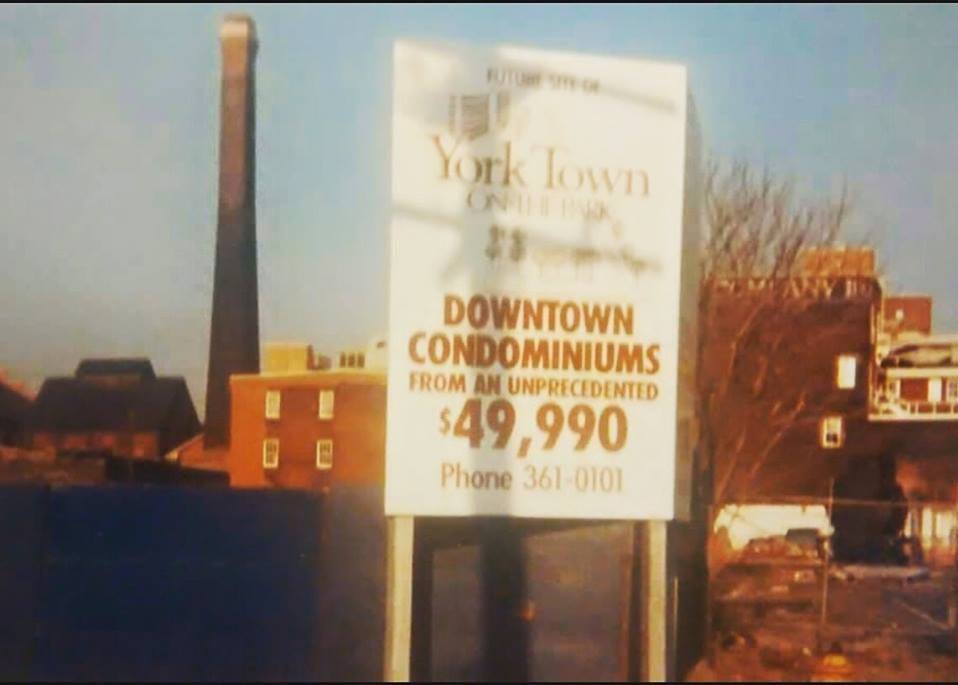 FUTURE SITE OF
York Town
ON THE PARK
DOWNTOWN
CONDOMINIUMS
FROM AN UNPRECEDENTED
$49,990
Phone 361-0101